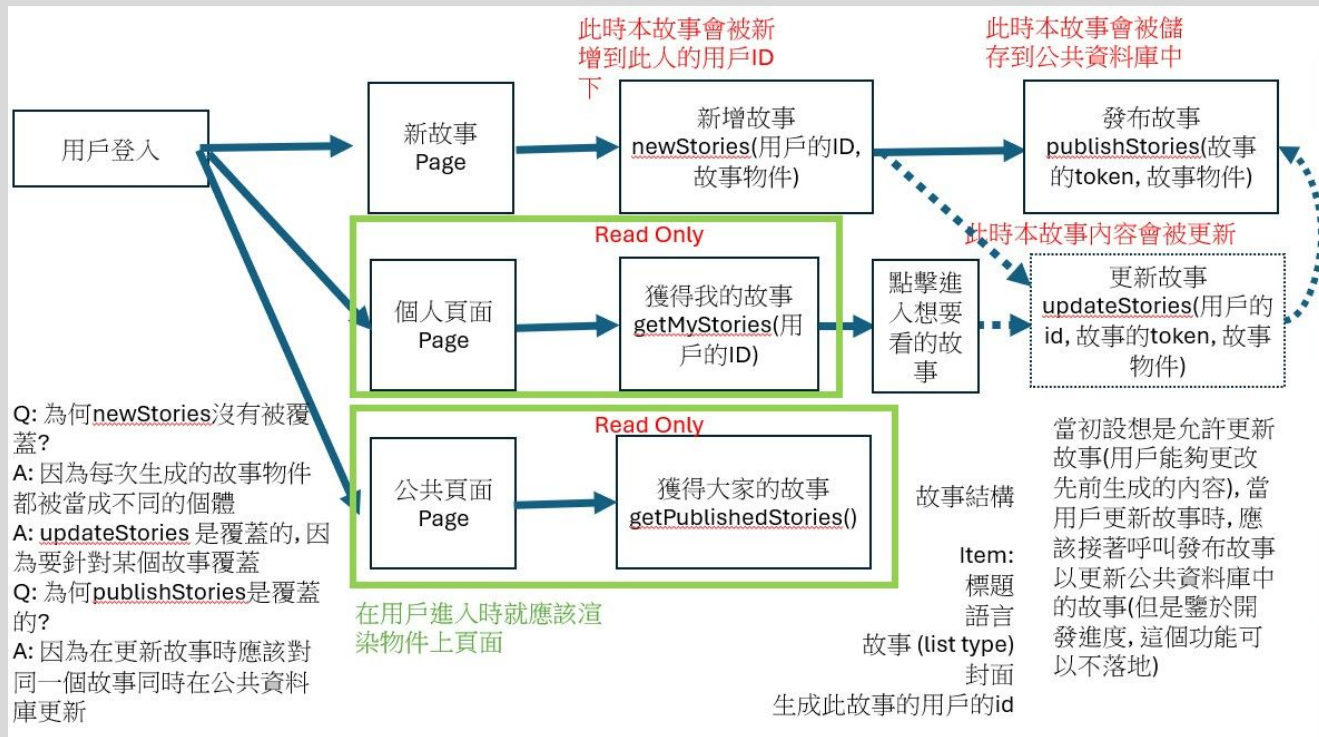 此時本故事會被新
增到此人的用戶ID
下
此時本故事會被儲
存到公共資料庫中
用戶登入
新故事
Page
新增故事
newStories(用戶的ID,
故事物件)
發布故事
publishStories(故事
的token, 故事物件)
Read Only
此時本故事內容會被更新
個人頁面
Page
獲得我的故事
getMyStories(用
戶的ID)
點擊進
入想要
看的故
事
更新故事
updateStories(用戶的
id, 故事的token, 故事
物件)
Read Only
公共頁面
Page
獲得大家的故事
getPublishedStories()
在用戶進入時就應該渲
染物件上頁面
Q: 為何newStories沒有被覆
蓋?
A: 因為每次生成的故事物件
都被當成不同的個體
A: updateStories 是覆蓋的, 因
為要針對某個故事覆蓋
Q: 為何publishStories是覆蓋
的?
A: 因為在更新故事時應該對
同一個故事同時在公共資料
庫更新
故事結構
Item:
標題
語言
故事 (list type)
封面
生成此故事的用戶的id
當初設想是允許更新
故事(用戶能夠更改
先前生成的內容), 當
用戶更新故事時, 應
該接著呼叫發布故事
以更新公共資料庫中
的故事(但是鑒於開
發進度, 這個功能可
以不落地)